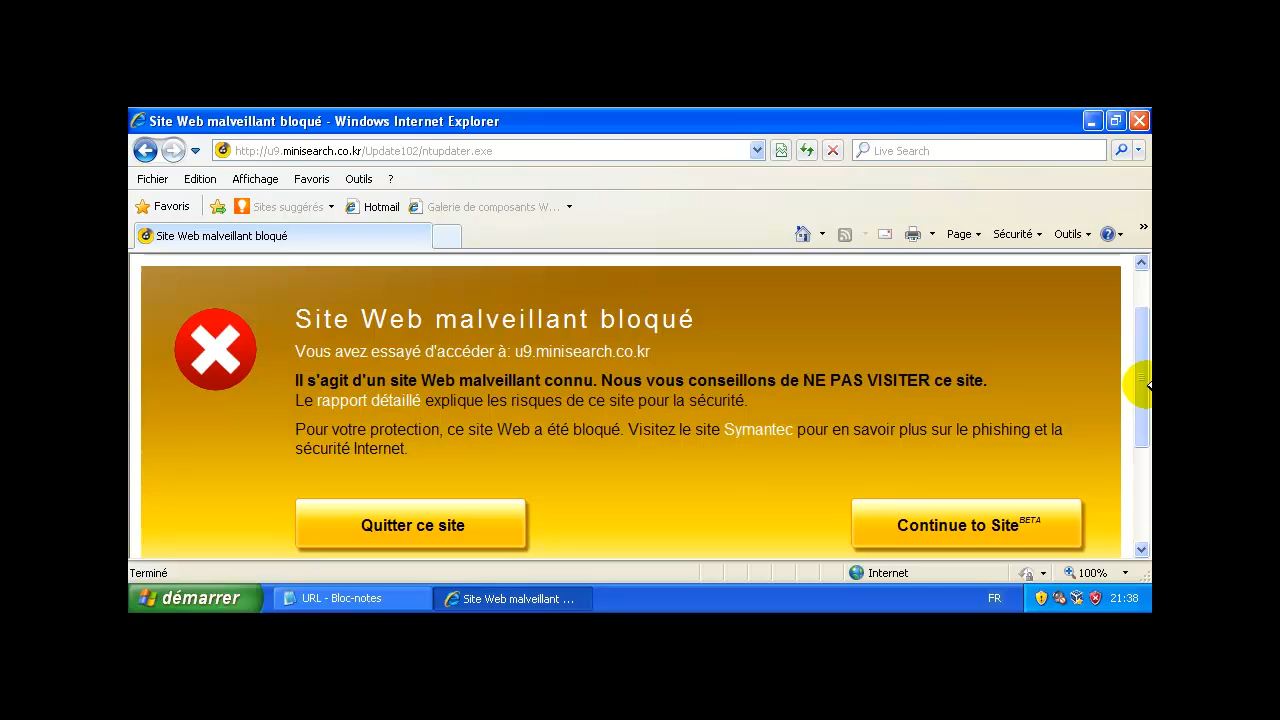 Site Web malveillant bloqué - Windows Internet Explorer
http://u9.minisearch.co.kr/Update102/ntupdater.exe
Live Search
Fichier Edition Affichage Favoris Outils ?
Favoris Sites suggérés Hotmail Galerie de composants W...
Site Web malveillant bloqué
Page Sécurité Outils
Site Web malveillant bloqué
Vous avez essayé d'accéder à: u9.minisearch.co.kr
Il s'agit d'un site Web malveillant connu. Nous vous conseillons de NE PAS VISITER ce site.
Le rapport détaillé explique les risques de ce site pour la sécurité.
Pour votre protection, ce site Web a été bloqué. Visitez le site Symantec pour en savoir plus sur le phishing et la
sécurité Internet.
Quitter ce site
Continue to Site BETA
Terminé
Internet
100%
démarrer
URL - Bloc-notes
Site Web malveillant ...
FR
21:38